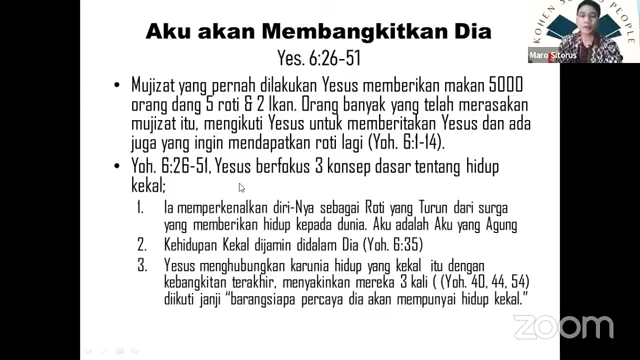 Aku akan Membangkitkan Dia
Yes. 6:26-51
• Mujizat yang pernah dilakukan Yesus memberikan makan 5000
orang dang 5 roti & 2 Ikan. Orang banyak yang telah merasakan
mujizat itu, mengikuti Yesus untuk memberitakan Yesus dan ada
juga yang ingin mendapatkan roti lagi (Yoh. 6:1-14).
• Yoh. 6:26-51, Yesus berfokus 3 konsep dasar tentang hidup
kekal;
1. Ia memperkenalkan diri-Nya sebagai Roti yang Turun dari surga
yang memberikan hidup kepada dunia. Aku adalah Aku yang Agung
2. Kehidupan Kekal dijamin didalam Dia (Yoh. 6:35)
3. Yesus menghubungkan karunia hidup yang kekal itu dengan
kebangkitan terakhir, menyakinkan mereka 3 kali ( (Yoh. 40, 44, 54)
diikuti janji “barangsiapa percaya dia akan mempunyai hidup kekal.”
Maro Sitorus
zoom